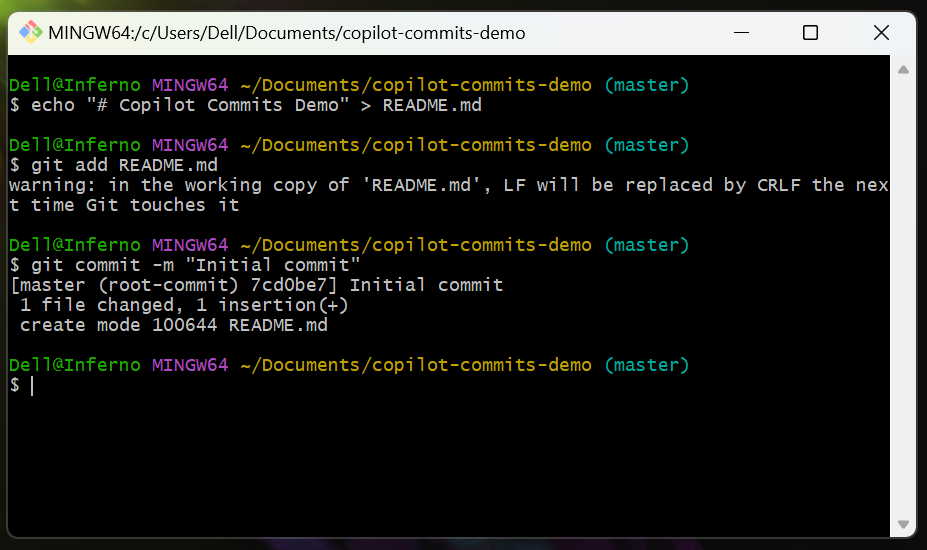 MINGW64:/c/Users/Dell/Documents/copilot-commits-demo
Dell@Inferno MINGW64 ~/Documents/copilot-commits-demo (master)
$ echo "# Copilot Commits Demo" > README.md
Dell@Inferno MINGW64 ~/Documents/copilot-commits-demo (master)
$ git add README.md
warning: in the working copy of 'README.md', LF will be replaced by CRLF the nex
t time Git touches it
Dell@Inferno MINGW64 ~/Documents/copilot-commits-demo (master)
$ git commit -m "Initial commit"
[master (root-commit) 7cd0be7] Initial commit
 1 file changed, 1 insertion(+)
 create mode 100644 README.md
Dell@Inferno MINGW64 ~/Documents/copilot-commits-demo (master)
$